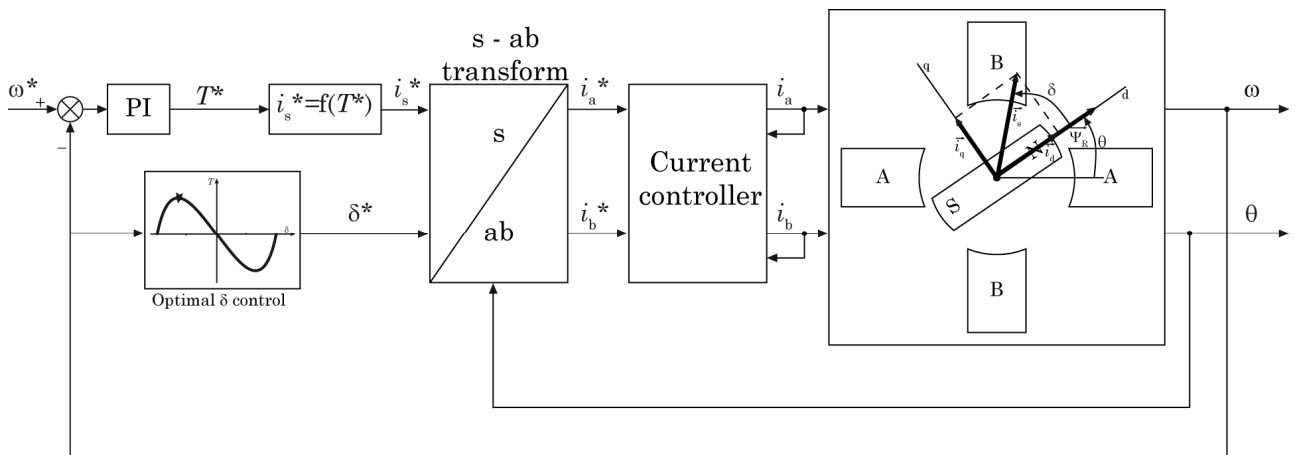 s - ab
transform
ω*
+
−
PI
T*
i_s*=f(T*)
i_s*
i_a*
i_a
ω
s
ab
Current
controller
δ*
i_b*
i_b
θ
T
δ
Optimal δ control
B
q
d
δ
i_s
i_q
i_d
Ψ_R
θ
N
S
A
A
B